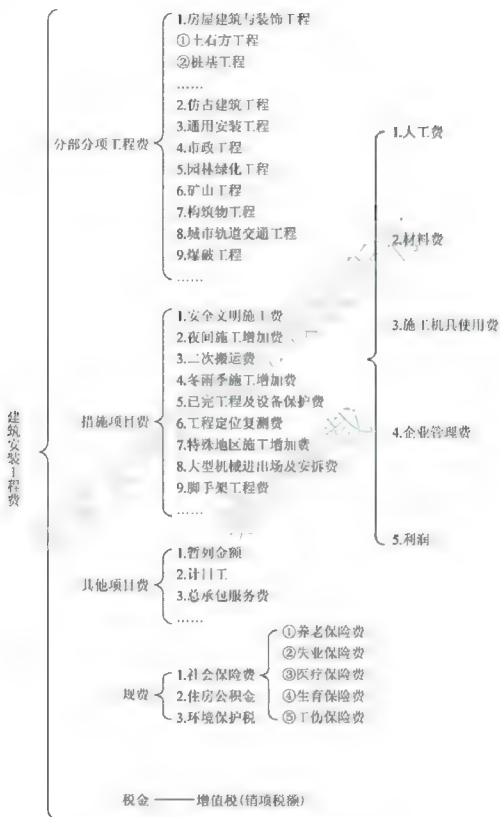 建筑安装工程费
分部分项工程费
1.房屋建筑与装饰工程
①土石方工程
②桩基工程
……
2.仿古建筑工程
3.通用安装工程
4.市政工程
5.园林绿化工程
6.矿山工程
7.构筑物工程
8.城市轨道交通工程
9.爆破工程
……
措施项目费
1.安全文明施工费
2.夜间施工增加费
3.二次搬运费
4.冬雨季施工增加费
5.已完工程及设备保护费
6.工程定位复测费
7.特殊地区施工增加费
8.大型机械进出场及安拆费
9.脚手架工程费
……
其他项目费
1.暂列金额
2.计日工
3.总承包服务费
……
规费
1.社会保险费
①养老保险费
②失业保险费
③医疗保险费
④生育保险费
⑤工伤保险费
2.住房公积金
3.环境保护税
税金
增值税(销项税额)
1.人工费
2.材料费
3.施工机具使用费
4.企业管理费
5.利润